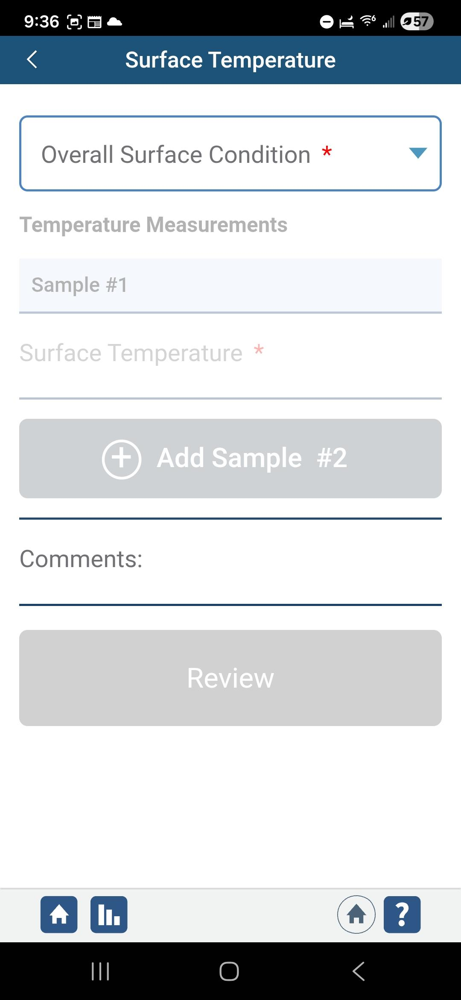 9:36
6
57
Surface Temperature
Overall Surface Condition *
Temperature Measurements
Sample #1
Surface Temperature *
Add Sample #2
Comments:
Review
?